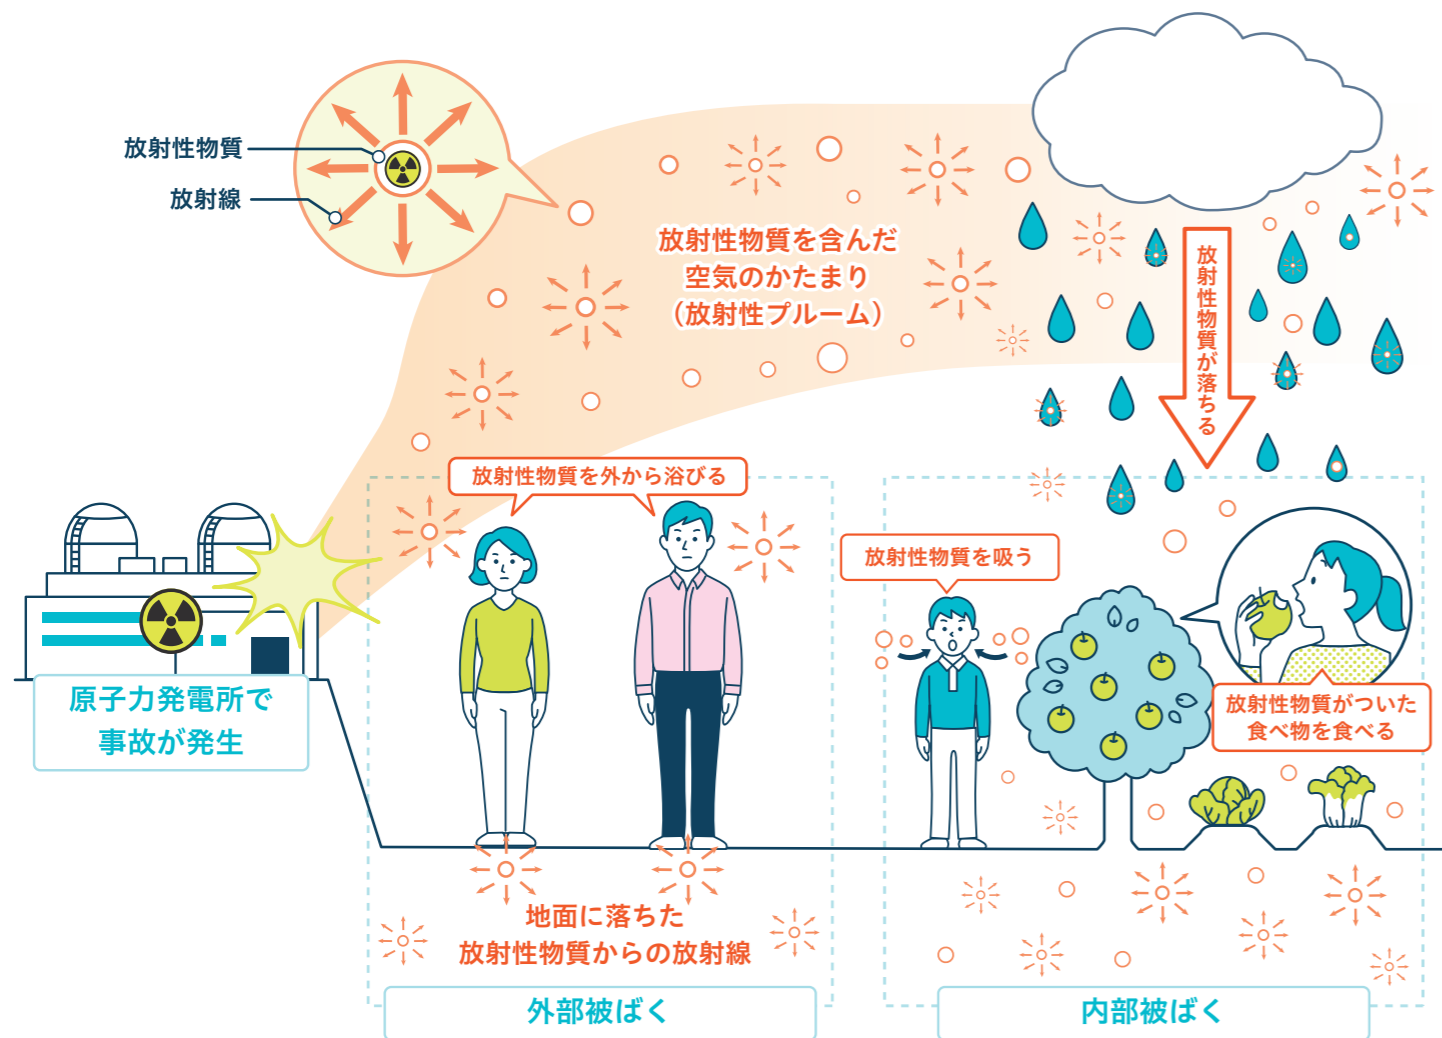 放射性物質
放射線
放射性物質を含んだ
空気のかたまり
（放射性プルーム）
放射性物質が落ちる
放射性物質を外から浴びる
放射性物質を吸う
原子力発電所で
事故が発生
放射性物質がついた
食べ物を食べる
地面に落ちた
放射性物質からの放射線
外部被ばく
内部被ばく